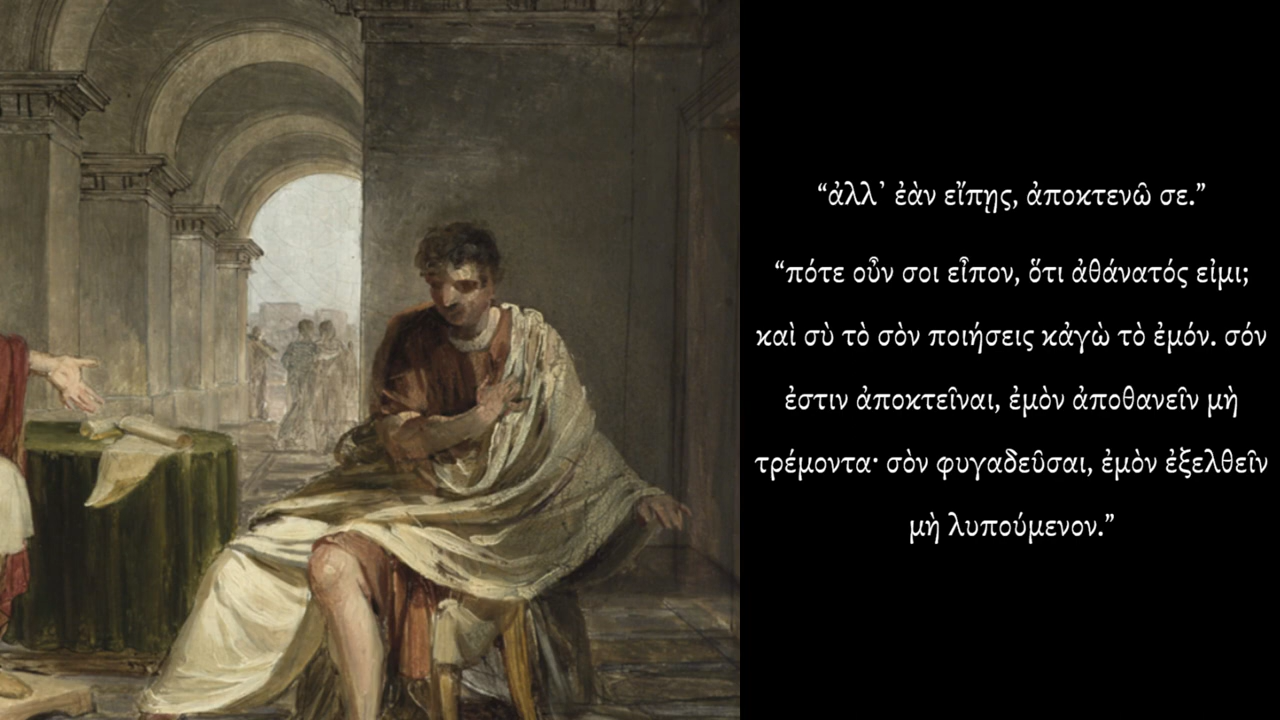 “ἀλλ᾽ ἐὰν εἴπῃς, ἀποκτενῶ σε.”
“πότε οὖν σοι εἶπον, ὅτι ἀθάνατός εἰμι;
καὶ σὺ τὸ σὸν ποιήσεις κἀγὼ τὸ ἐμόν. σόν
ἐστιν ἀποκτεῖναι, ἐμὸν ἀποθανεῖν μὴ
τρέμοντα· σὸν φυγαδεῦσαι, ἐμὸν ἐξελθεῖν
μὴ λυπούμενον.”